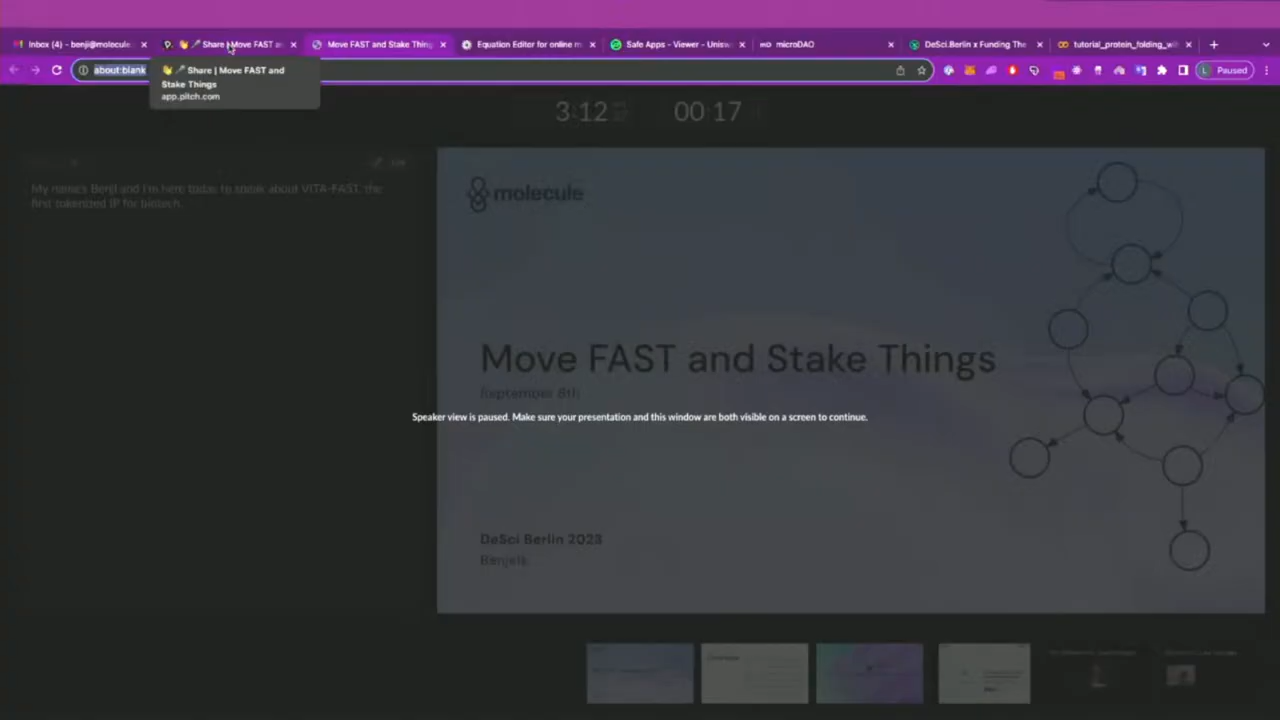 Inbox (4) - benji@molecule.
Share | Move FAST an
Move FAST and Stake Thing
Equation Editor for online m
Safe Apps - Viewer - Unisw
mD microDAO
DeSci.Berlin x Funding The
tutorial_protein_folding_wi
about:blank
Paused
Share | Move FAST and
Stake Things
app.pitch.com
3:12
00:17
My name's Benji and I'm here today to speak about VITA-FAST, the
first tokenized IP for biotech.
molecule
Move FAST and Stake Things
September 8th
Speaker view is paused. Make sure your presentation and this window are both visible on a screen to continue.
DeSci Berlin 2023